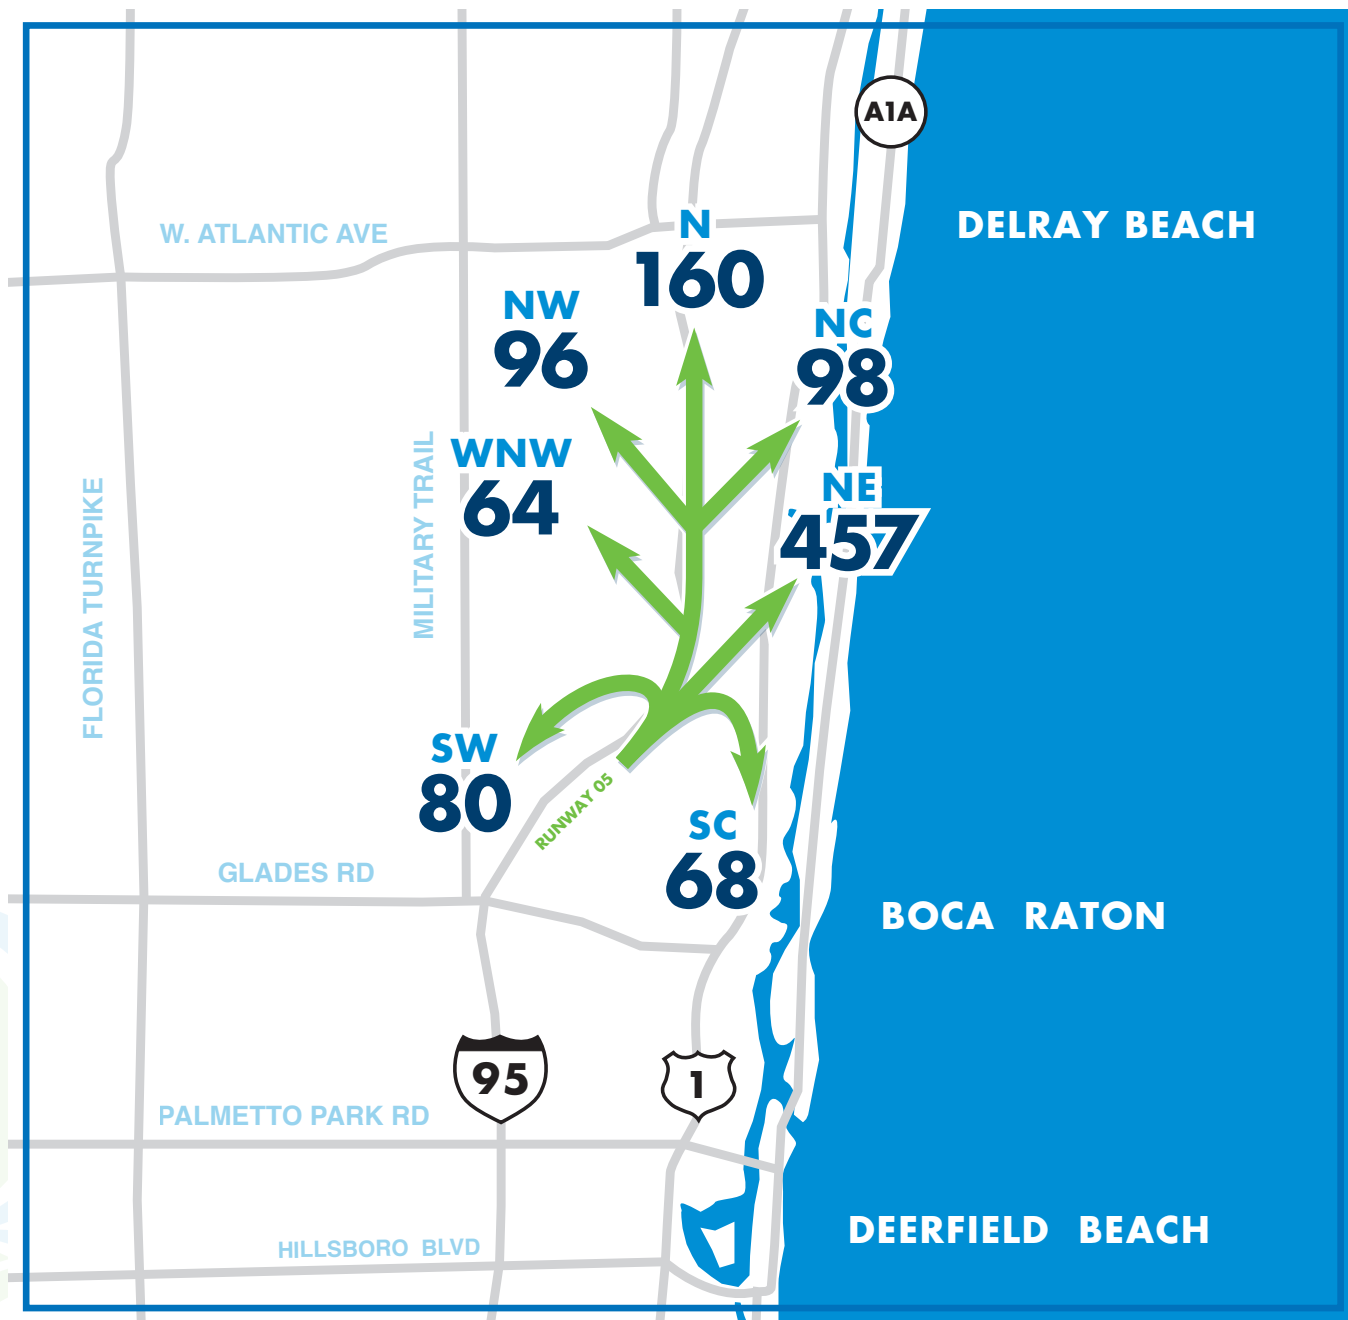 A1A
N
160
W. ATLANTIC AVE
DELRAY BEACH
NW
96
NC
98
WNW
64
NE
457
MILITARY TRAIL
FLORIDA TURNPIKE
SW
80
RUNWAY 05
SC
68
GLADES RD
BOCA RATON
95
1
PALMETTO PARK RD
HILLSBORO BLVD
DEERFIELD BEACH